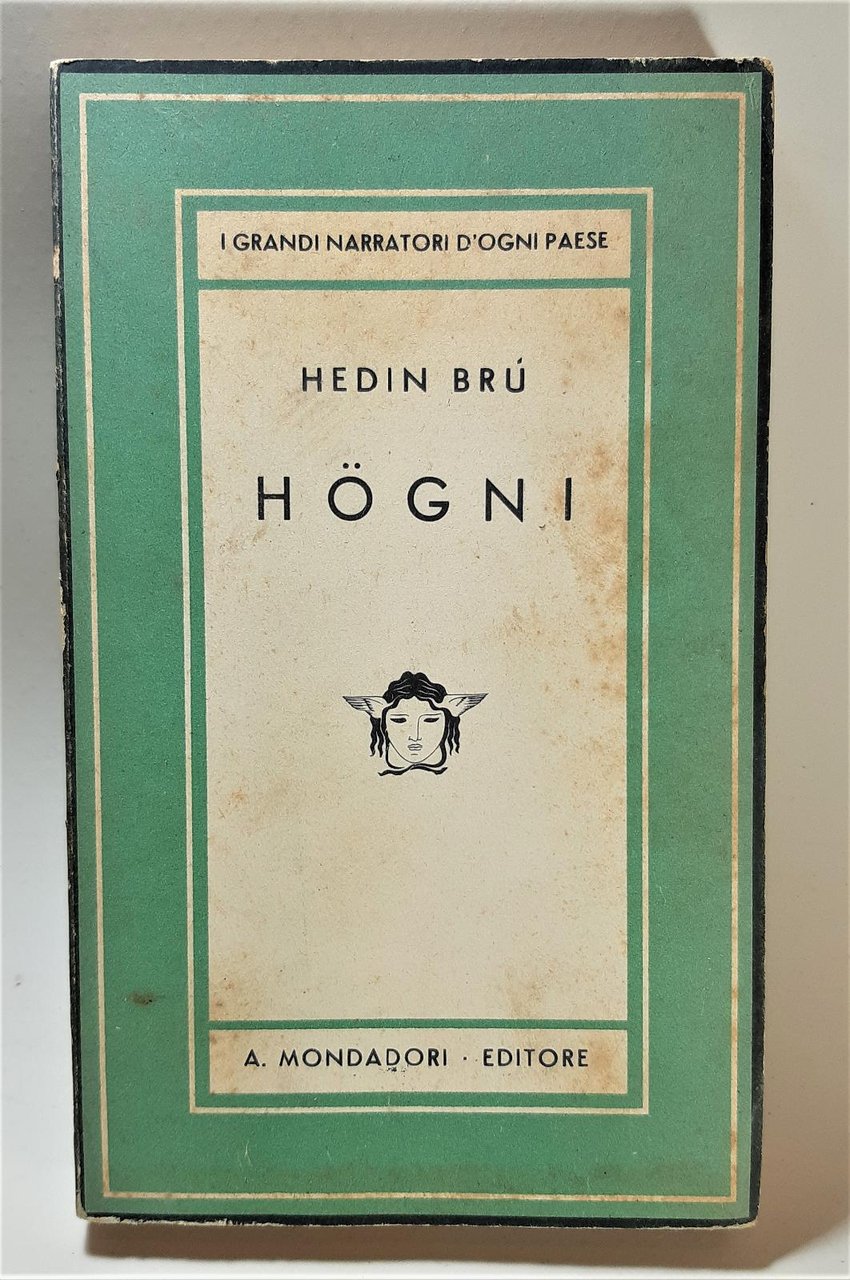 I GRANDI NARRATORI D'OGNI PAESE
HEDIN BRÚ
HÖGNI
A. MONDADORI · EDITORE